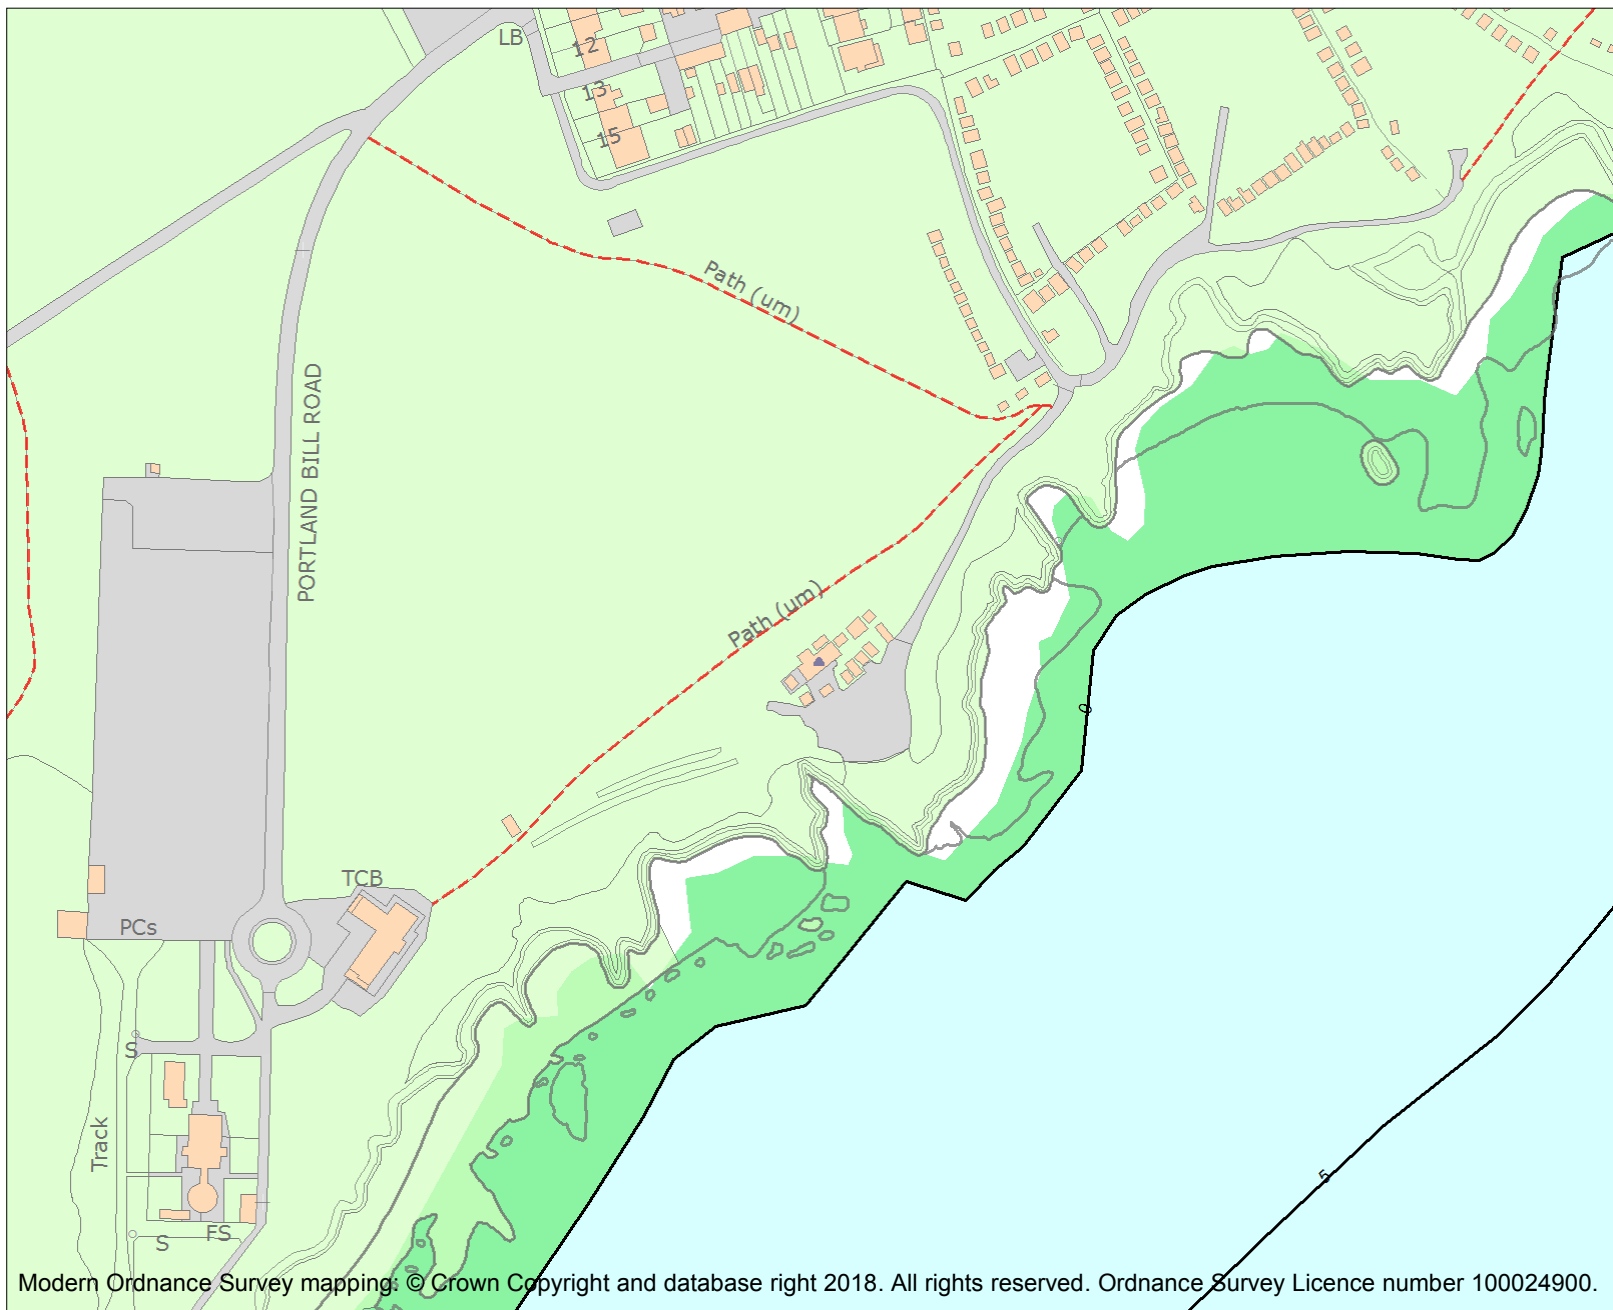 LB
12
13
15
Path (um)
PORTLAND BILL ROAD
Path (um)
0
TCB
PCs
S
Track
5
FS
S
Modern Ordnance Survey mapping: © Crown Copyright and database right 2018. All rights reserved. Ordnance Survey Licence number 100024900.